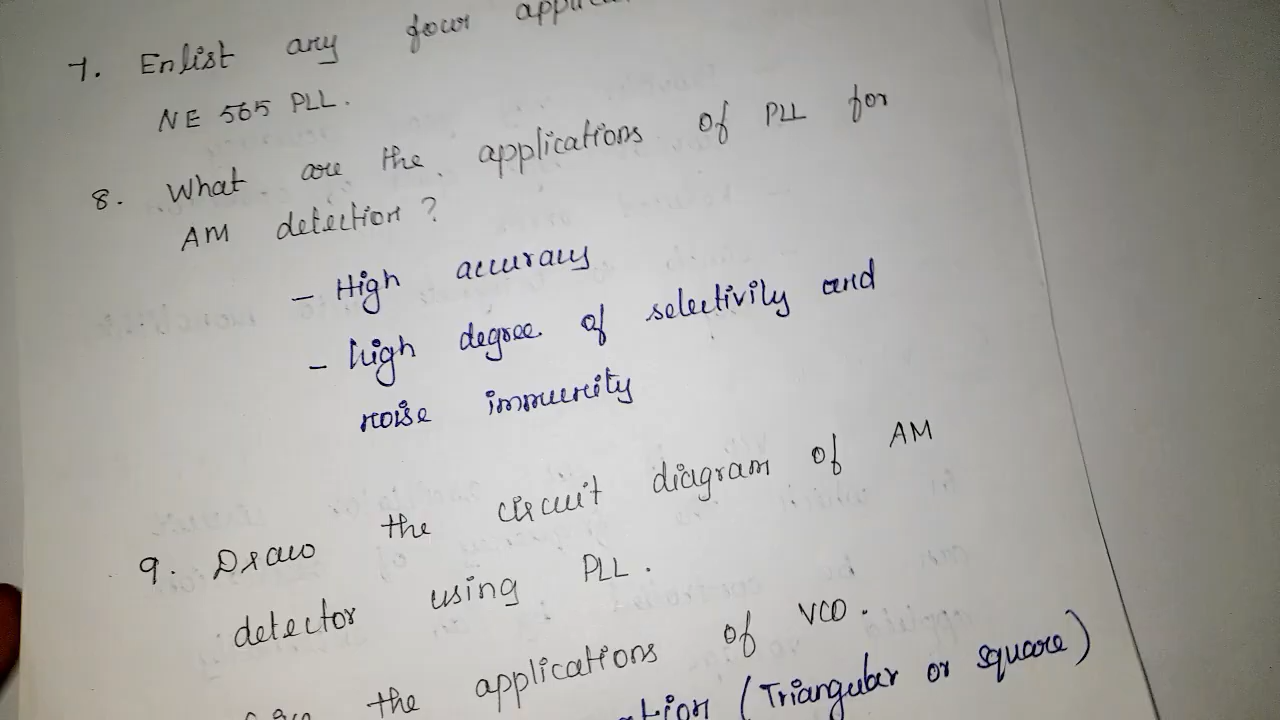 7. Enlist any four
NE 565 PLL.
8. What are the applications of PLL for
AM detection ?
- High accuracy
- high degree of selectivity and
noise immunity
9. Draw the circuit diagram of AM
detector using PLL.
the applications of VCO.
(Triangular or square)